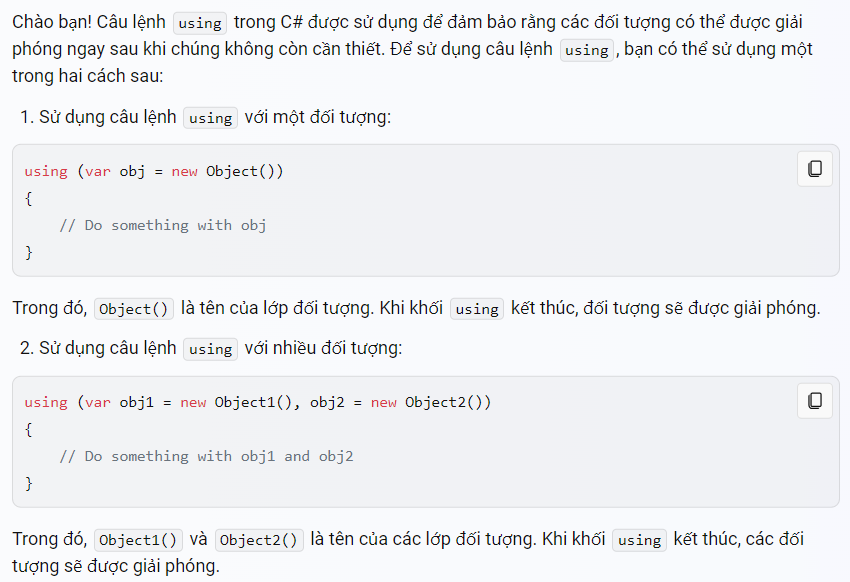 Chào bạn! Câu lệnh using trong C# được sử dụng để đảm bảo rằng các đối tượng có thể được giải
phóng ngay sau khi chúng không còn cần thiết. Để sử dụng câu lệnh using, bạn có thể sử dụng một
trong hai cách sau:
1. Sử dụng câu lệnh using với một đối tượng:
using (var obj = new Object())
{
    // Do something with obj
}
Trong đó, Object() là tên của lớp đối tượng. Khi khối using kết thúc, đối tượng sẽ được giải phóng.
2. Sử dụng câu lệnh using với nhiều đối tượng:
using (var obj1 = new Object1(), obj2 = new Object2())
{
    // Do something with obj1 and obj2
}
Trong đó, Object1() và Object2() là tên của các lớp đối tượng. Khi khối using kết thúc, các đối
tượng sẽ được giải phóng.